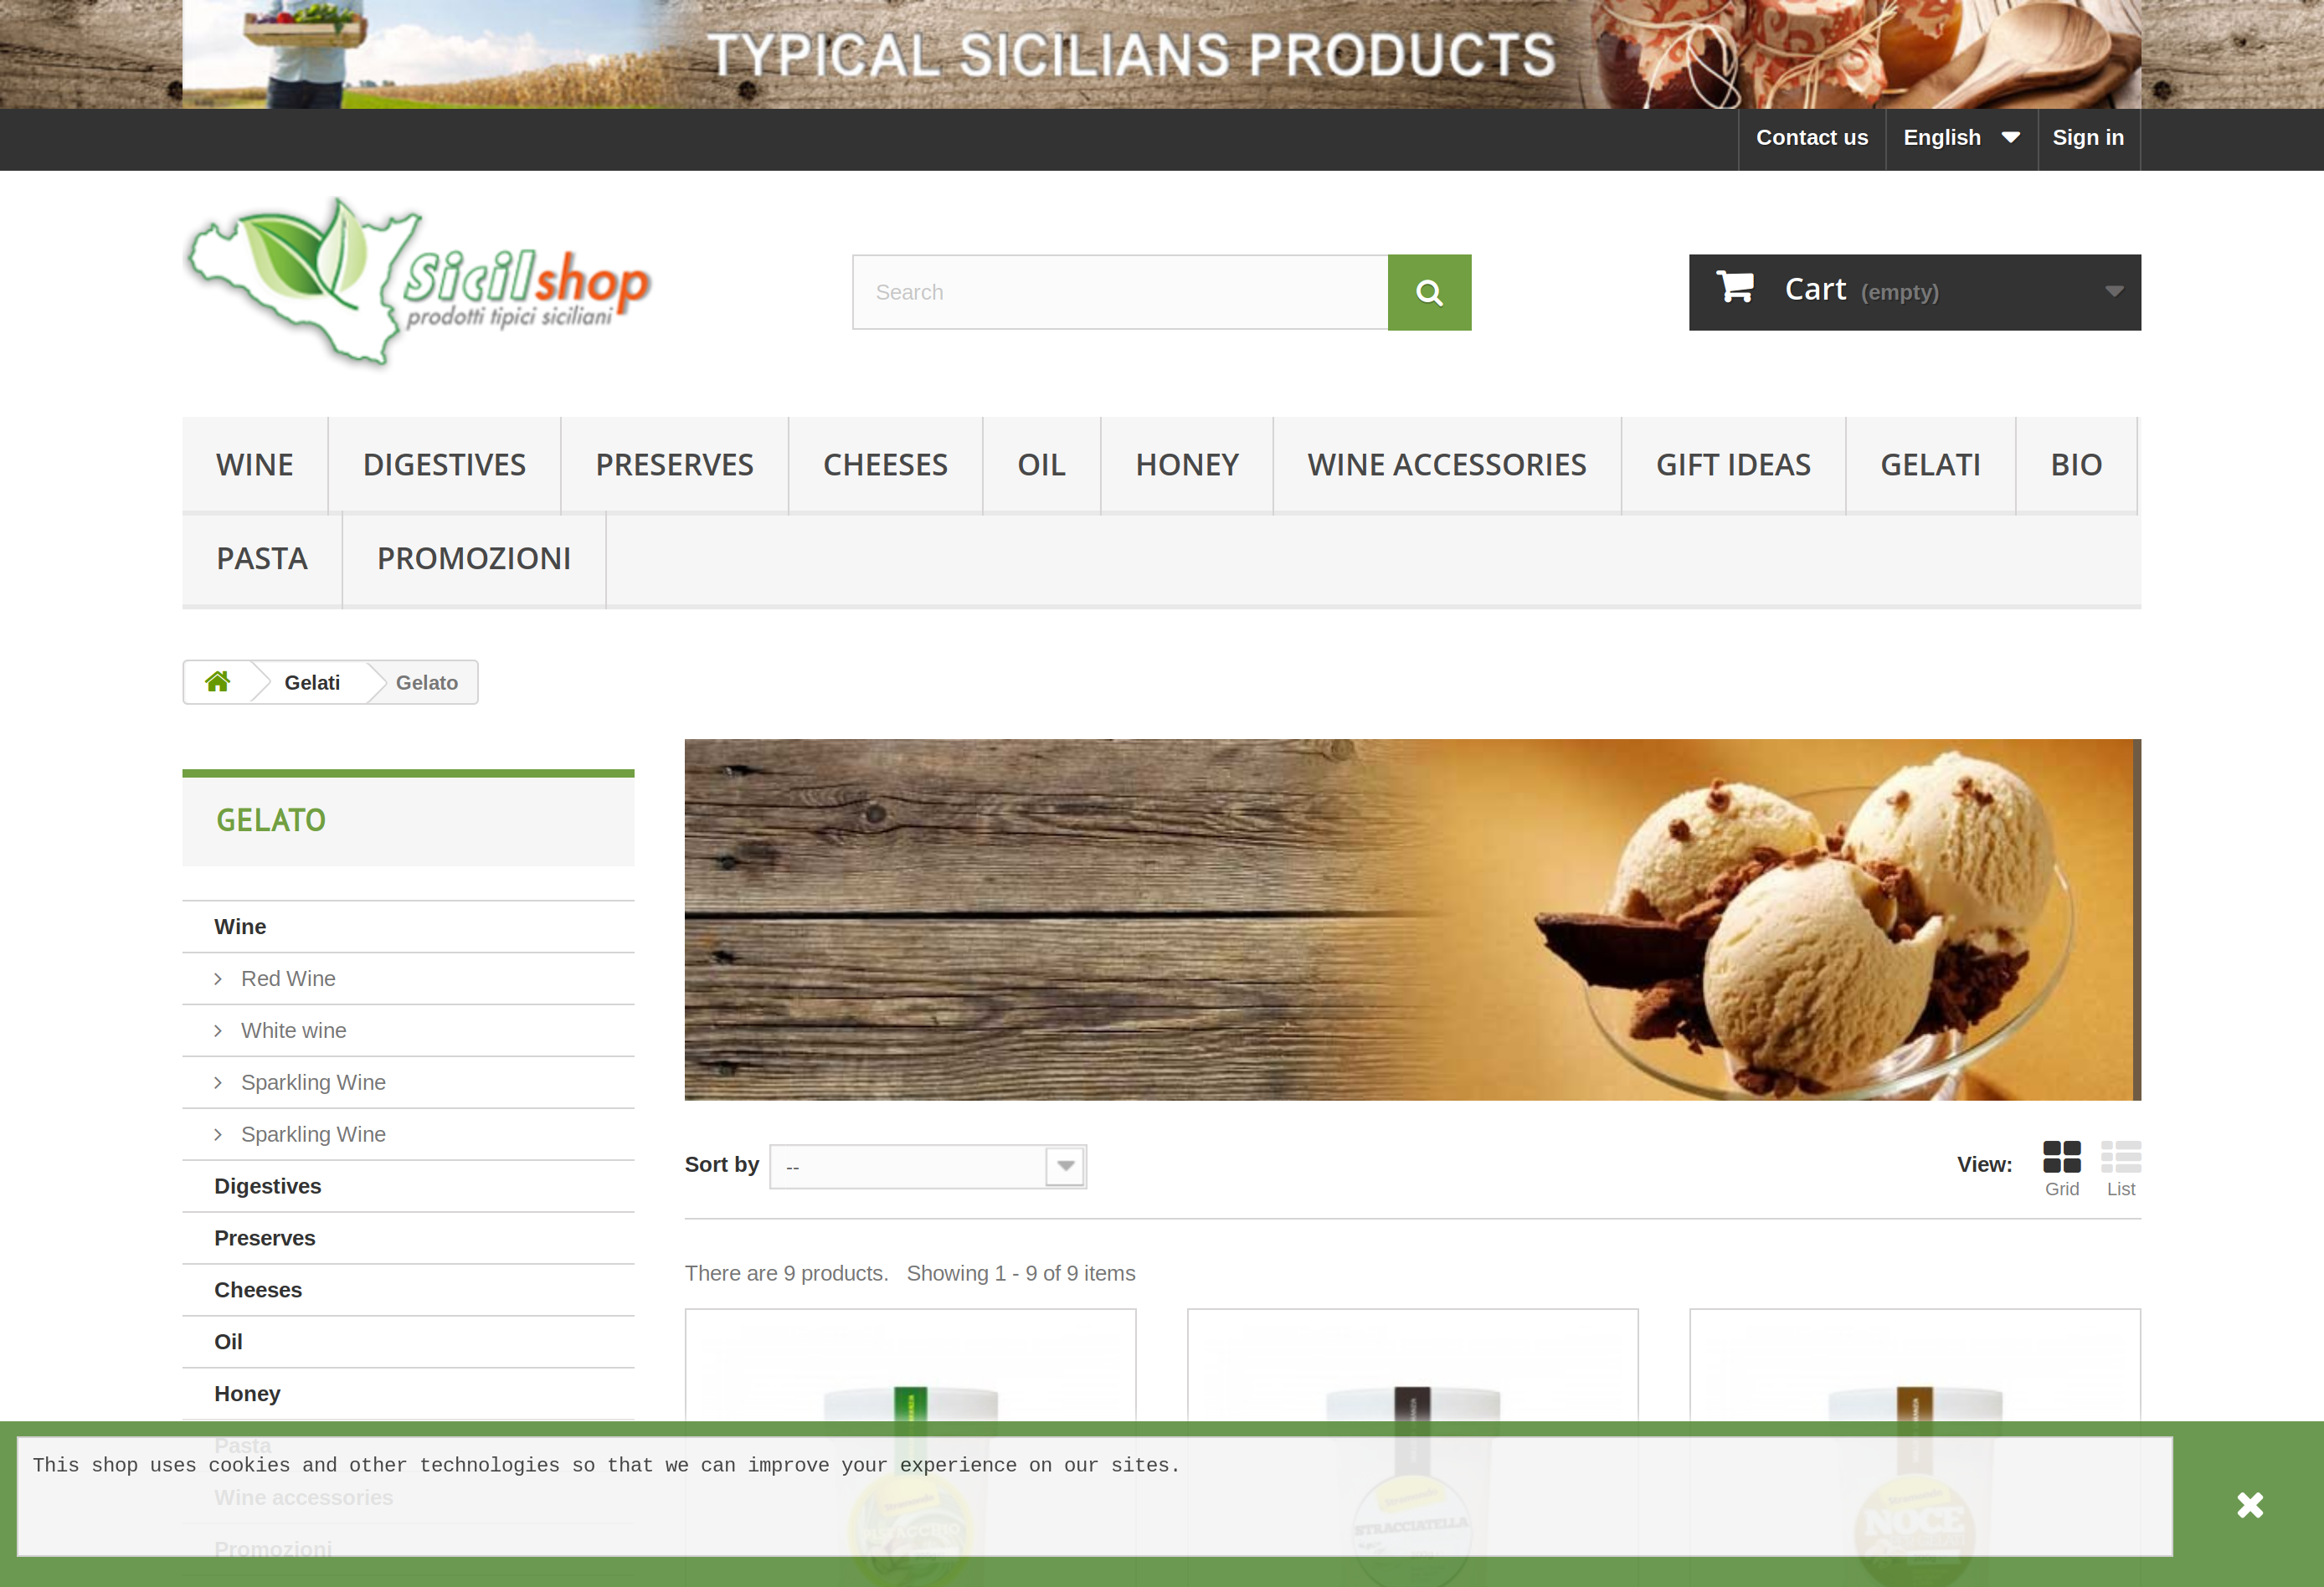 TYPICAL SICILIANS PRODUCTS
Contact us English Sign in
Sicilshop
prodotti tipici siciliani
Search
Cart (empty)
WINE DIGESTIVES PRESERVES CHEESES OIL HONEY WINE ACCESSORIES GIFT IDEAS GELATI BIO
PASTA PROMOZIONI
Gelati Gelato
GELATO
Wine
Red Wine
White wine
Sparkling Wine
Sparkling Wine
Digestives
Preserves
Cheeses
Oil
Honey
Pasta
Wine accessories
Promozioni
Sort by --
View: Grid List
There are 9 products. Showing 1 - 9 of 9 items
PISTACCHIO
STRACCIATELLA
NOCE
This shop uses cookies and other technologies so that we can improve your experience on our sites.